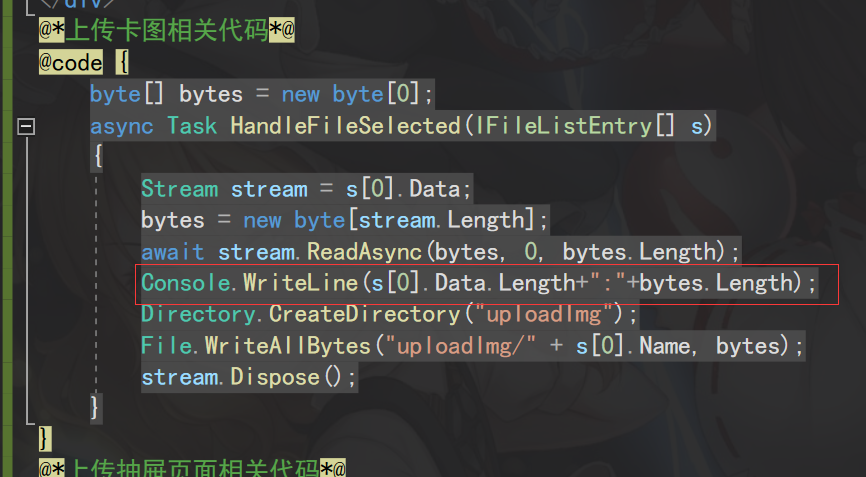 </div>
@*上传卡图相关代码*@
@code {
byte[] bytes = new byte[0];
async Task HandleFileSelected(IFileListEntry[] s)
{
Stream stream = s[0].Data;
bytes = new byte[stream.Length];
await stream.ReadAsync(bytes, 0, bytes.Length);
Console.WriteLine(s[0].Data.Length+":"+bytes.Length);
Directory.CreateDirectory("uploadImg");
File.WriteAllBytes("uploadImg/" + s[0].Name, bytes);
stream.Dispose();
}
}
@*上传抽屉页面相关代码*@